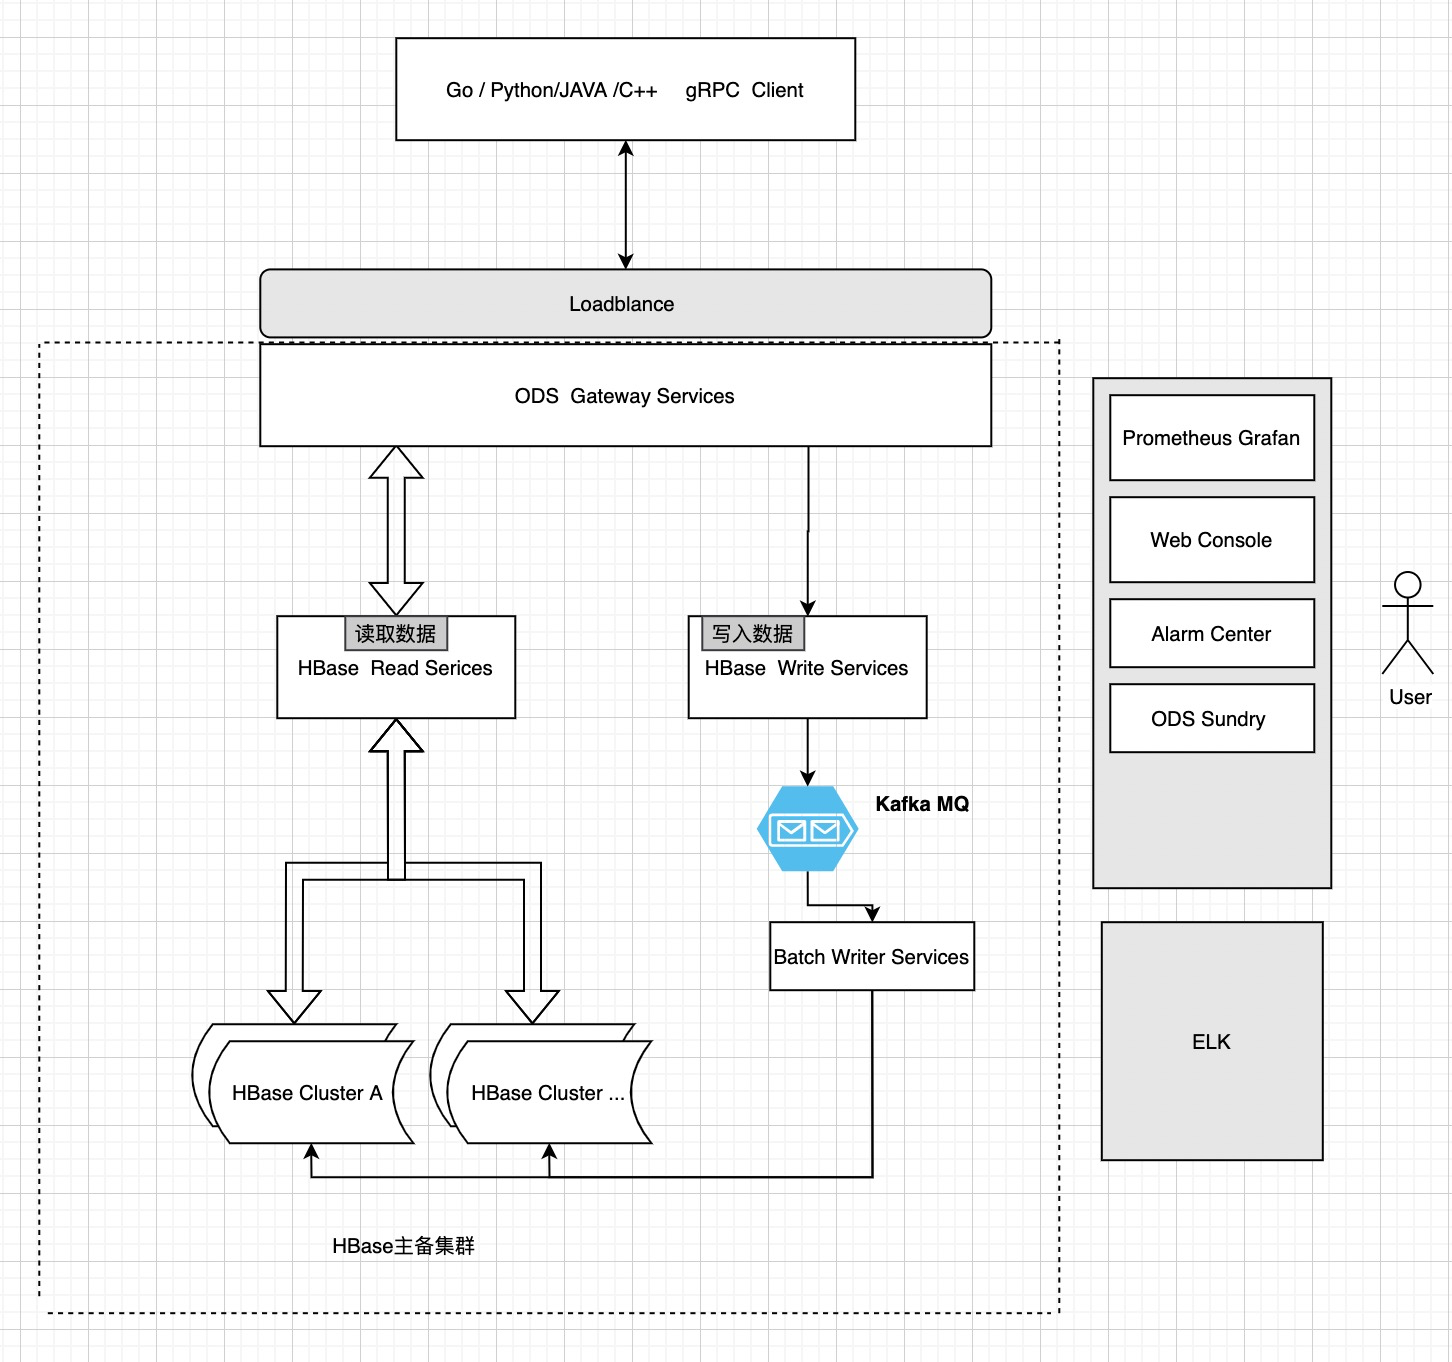 Go / Python/JAVA /C++ gRPC Client
Loadblance
ODS Gateway Services
读取数据
HBase Read Serices
写入数据
HBase Write Services
Kafka MQ
Batch Writer Services
HBase Cluster A
HBase Cluster ...
HBase主备集群
Prometheus Grafan
Web Console
Alarm Center
ODS Sundry
User
ELK